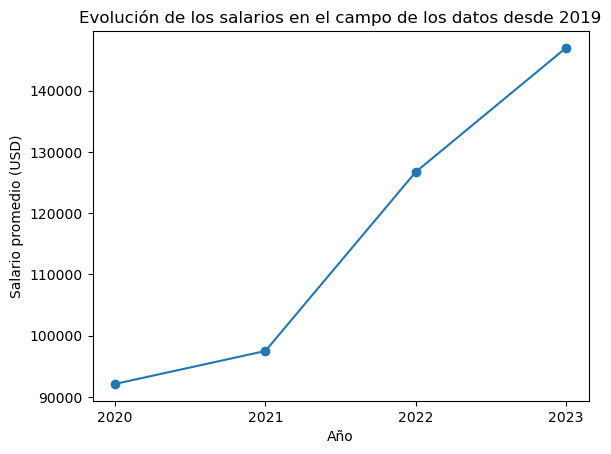 Evolución de los salarios en el campo de los datos desde 2019
Salario promedio (USD)
140000
130000
120000
110000
100000
90000
2020 2021 2022 2023
Año